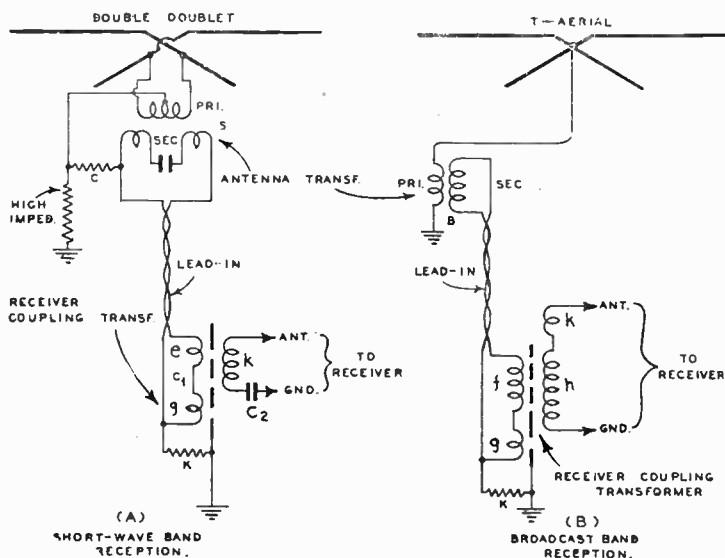 DOUBLE DOUBLET
PRI.
SEC
S
C
HIGH
IMPED.
ANTENNA TRANSF.
LEAD-IN
RECEIVER
COUPLING TRANSF.
e
C1
g
k
ANT.
GND.
C2
TO
RECEIVER
K
(A)
SHORT-WAVE BAND
RECEPTION.
T-AERIAL
PRI.
SEC
B
LEAD-IN
f
g
k
h
ANT.
GND.
TO
RECEIVER
K
RECEIVER COUPLING
TRANSFORMER
(B)
BROADCAST BAND
RECEPTION.